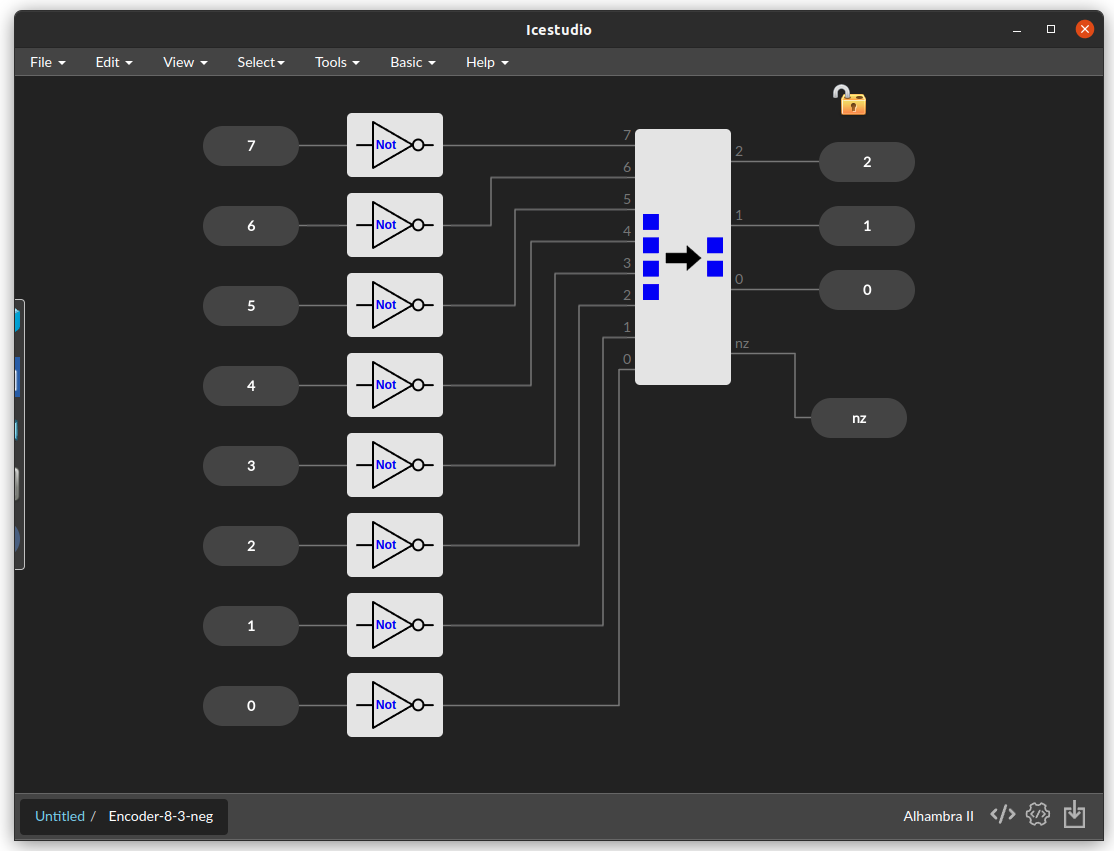 Icestudio
File Edit View Select Tools Basic Help
7 Not 7 2 2
6 Not 6
5 Not 5 1 1
4 Not 4
3 Not 3 0 0
2 Not 2
1 Not 1 nz nz
0 Not 0
Untitled / Encoder-8-3-neg Alhambra II </>